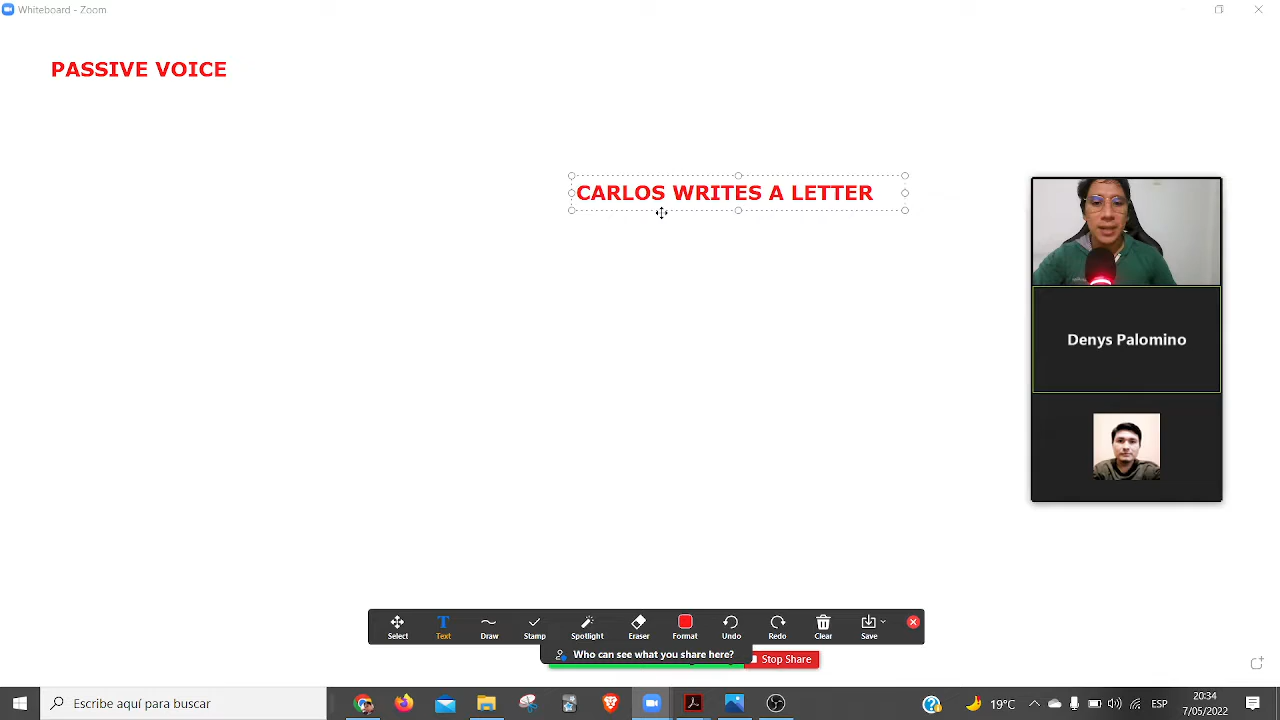 Whiteboard - Zoom
PASSIVE VOICE
CARLOS WRITES A LETTER
Denys Palomino
Select
Text
Draw
Stamp
Spotlight
Eraser
Format
Undo
Redo
Clear
Save
Who can see what you share here?
Stop Share
Escribe aquí para buscar
19°C
ESP
20:34
7/05/2022